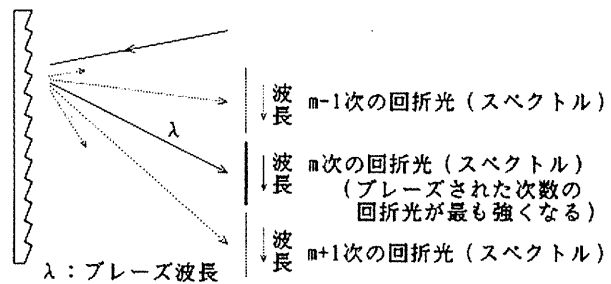 波長
m-1次の回折光（スペクトル）
λ
波長
m次の回折光（スペクトル）
（ブレーズされた次数の
回折光が最も強くなる）
波長
m+1次の回折光（スペクトル）
λ：ブレーズ波長